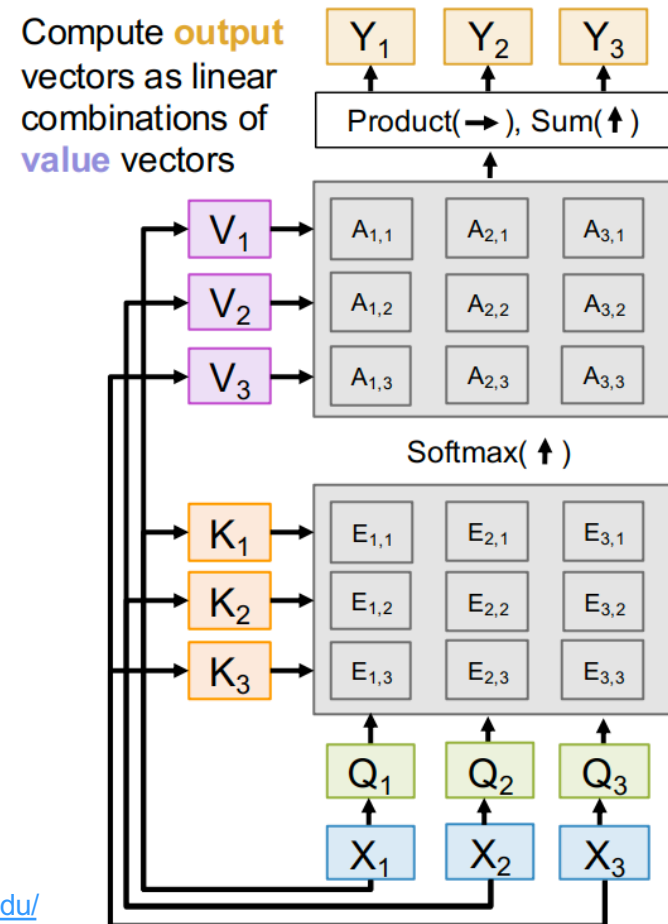 Compute output
vectors as linear
combinations of
value vectors
Y₁ Y₂ Y₃
Product(→), Sum(↑)
V₁ A₁,₁ A₂,₁ A₃,₁
V₂ A₁,₂ A₂,₂ A₃,₂
V₃ A₁,₃ A₂,₃ A₃,₃
Softmax(↑)
K₁ E₁,₁ E₂,₁ E₃,₁
K₂ E₁,₂ E₂,₂ E₃,₂
K₃ E₁,₃ E₂,₃ E₃,₃
Q₁ Q₂ Q₃
X₁ X₂ X₃
du/